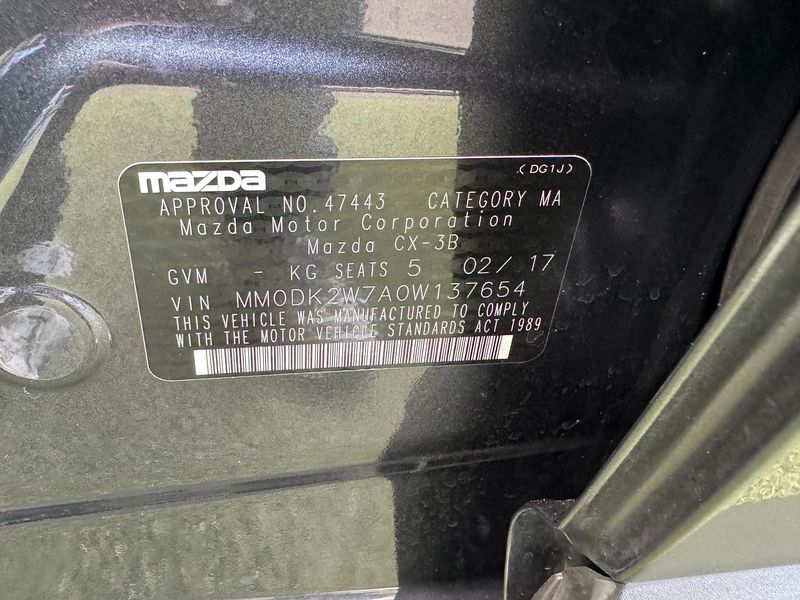 .(DG1J)
mazda
APPROVAL NO. 47443 CATEGORY MA
Mazda Motor Corporation
Mazda CX-3B
GVM - KG SEATS 5 02/ 17
VIN MM0DK2W7A0W137654
THIS VEHICLE WAS MANUFACTURED TO COMPLY
WITH THE MOTOR VEHICLE STANDARDS ACT 1989